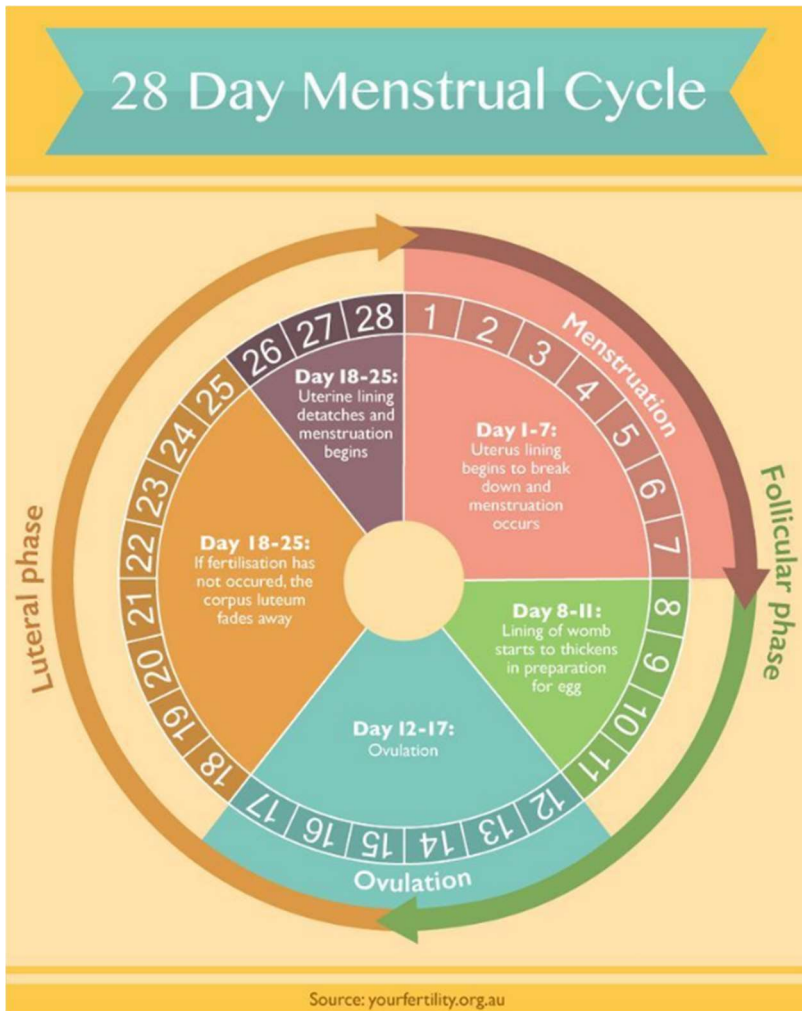 28 Day Menstrual Cycle
Menstruation
Follicular phase
Ovulation
Luteral phase
1
2
3
4
5
6
7
8
9
10
11
12
13
14
15
16
17
18
19
20
21
22
23
24
25
26
27
28
Day 1-7:
Uterus lining
begins to break
down and
menstruation
occurs
Day 8-11:
Lining of womb
starts to thickens
in preparation
for egg
Day 12-17:
Ovulation
Day 18-25:
If fertilisation has
not occured, the
corpus luteum
fades away
Day 18-25:
Uterine lining
detatches and
menstruation
begins
Source: yourfertility.org.au